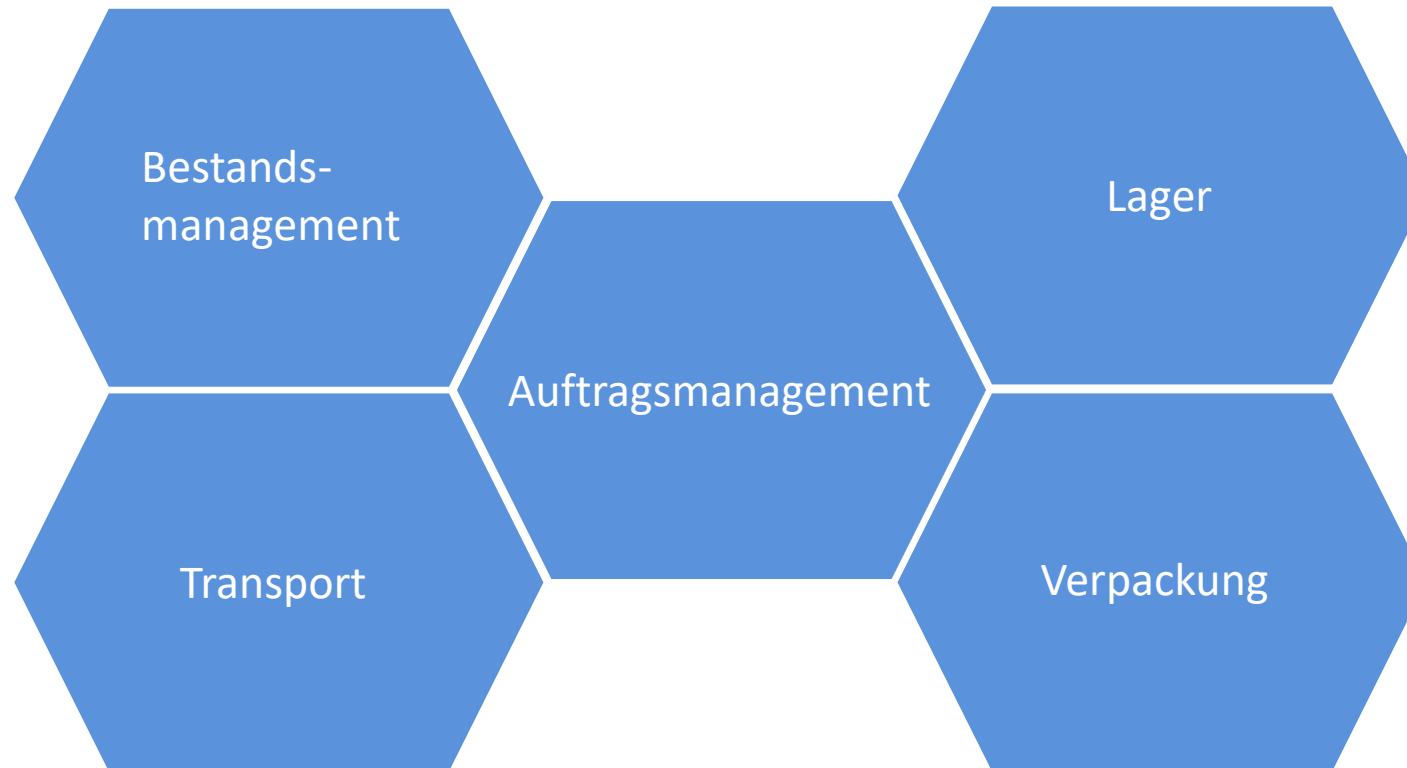 Bestands-
management
Lager
Auftragsmanagement
Transport
Verpackung